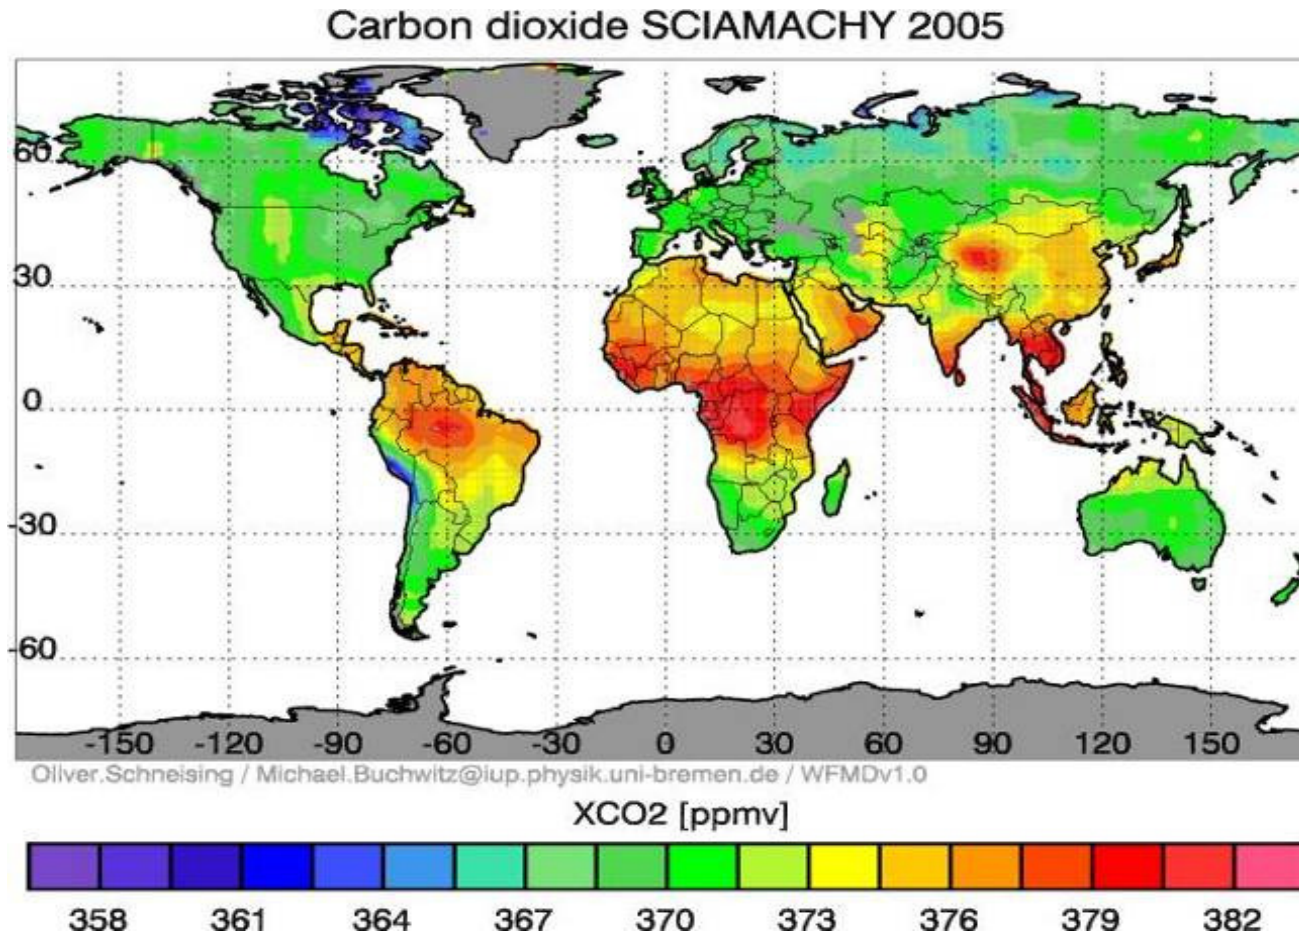 Carbon dioxide SCIAMACHY 2005
60
30
0
-30
-60
-150 -120 -90 -60 -30 0 30 60 90 120 150
Oliver.Schneising / Michael.Buchwitz@iup.physik.uni-bremen.de / WFMDv1.0
XCO2 [ppmv]
358 361 364 367 370 373 376 379 382